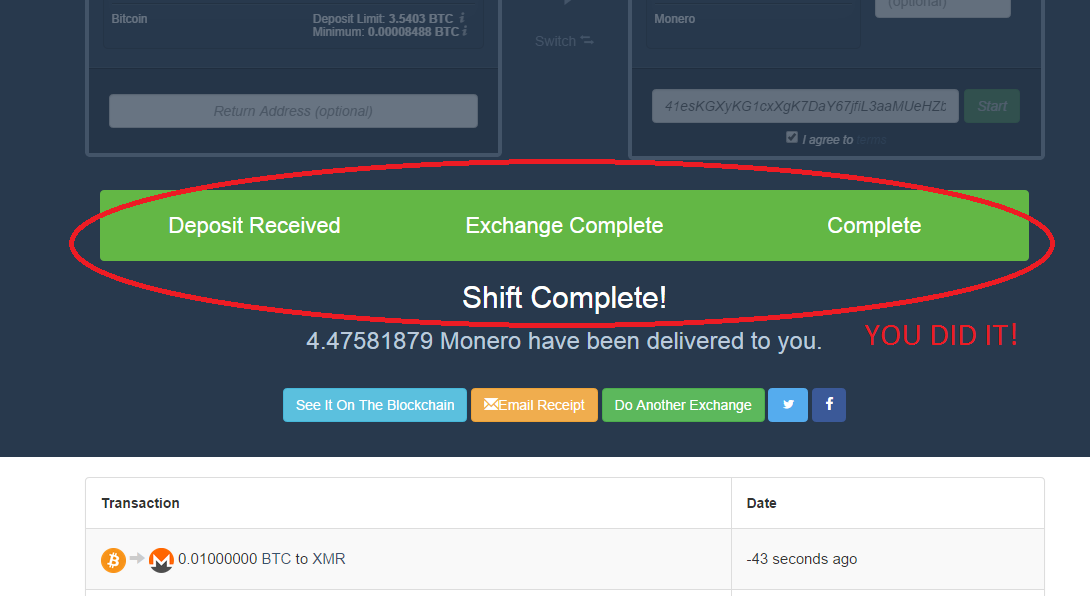 (optional)
Bitcoin
Deposit Limit: 3.5403 BTC i
Minimum: 0.00008488 BTC i
Switch
Monero
Return Address (optional)
41esKGXyKG1cxXgK7DaY67jfiL3aaMUeHZb
Start
I agree to terms
Deposit Received
Exchange Complete
Complete
Shift Complete!
4.47581879 Monero have been delivered to you.
YOU DID IT!
See It On The Blockchain
Email Receipt
Do Another Exchange
Transaction
Date
0.01000000 BTC to XMR
-43 seconds ago